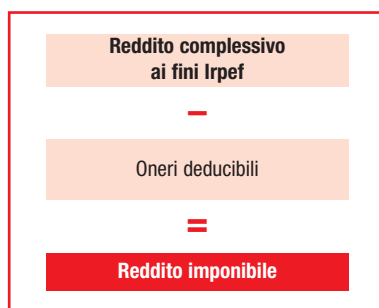 Reddito complessivo
ai fini Irpef
–
Oneri deducibili
=
Reddito imponibile